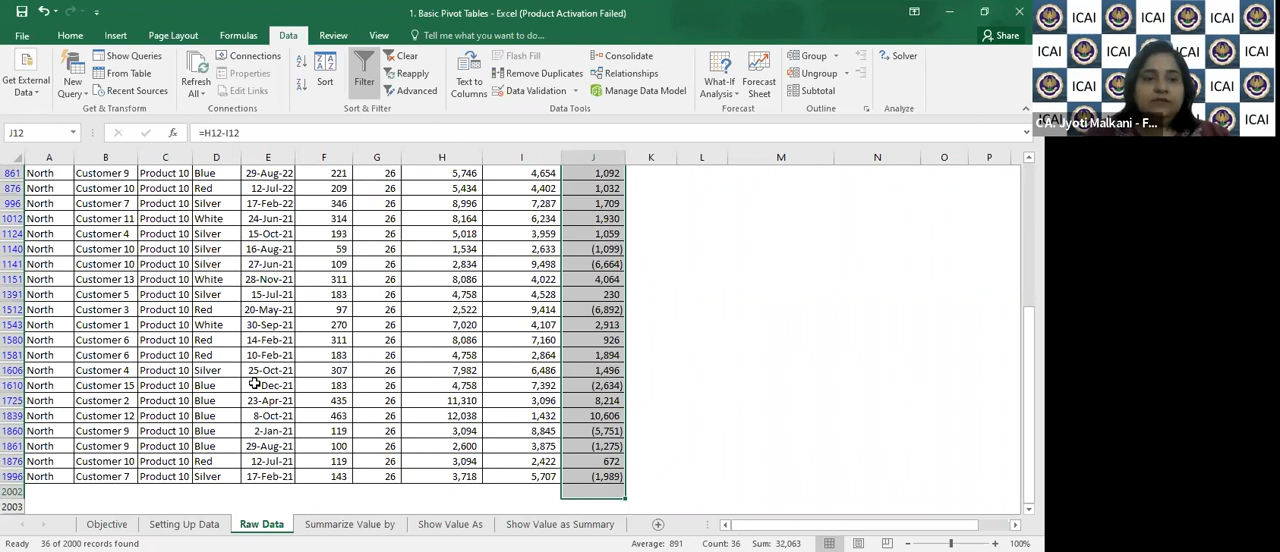 1. Basic Pivot Tables - Excel (Product Activation Failed)
File Home Insert Page Layout Formulas Data Review View Tell me what you want to do... Share
Get External Data
New Query
Show Queries
From Table
Recent Sources
Get & Transform
Refresh All
Connections
Properties
Edit Links
Connections
Sort
Filter
Clear
Reapply
Advanced
Sort & Filter
Text to Columns
Flash Fill
Remove Duplicates
Data Validation
Consolidate
Relationships
Manage Data Model
Data Tools
What-If Analysis
Forecast Sheet
Forecast
Group
Ungroup
Subtotal
Outline
Solver
Analyze
ICAI ICAI
ICAI
ICAI
ICAI ICAI
CA. Jyoti Malkani - F...
J12 fx =H12-I12
A B C D E F G H I J K L M N O P
861 North Customer 9 Product 10 Blue 29-Aug-22 221 26 5,746 4,654 1,092
876 North Customer 10 Product 10 Red 12-Jul-22 209 26 5,434 4,402 1,032
996 North Customer 7 Product 10 Silver 17-Feb-22 346 26 8,996 7,287 1,709
1012 North Customer 11 Product 10 White 24-Jun-21 314 26 8,164 6,234 1,930
1124 North Customer 4 Product 10 Silver 15-Oct-21 193 26 5,018 3,959 1,059
1140 North Customer 10 Product 10 Silver 16-Aug-21 59 26 1,534 2,633 (1,099)
1141 North Customer 10 Product 10 Silver 27-Jun-21 109 26 2,834 9,498 (6,664)
1151 North Customer 13 Product 10 White 28-Nov-21 311 26 8,086 4,022 4,064
1391 North Customer 5 Product 10 Silver 15-Jul-21 183 26 4,758 4,528 230
1512 North Customer 3 Product 10 Red 20-May-21 97 26 2,522 9,414 (6,892)
1543 North Customer 1 Product 10 White 30-Sep-21 270 26 7,020 4,107 2,913
1580 North Customer 6 Product 10 Red 14-Feb-21 311 26 8,086 7,160 926
1581 North Customer 6 Product 10 Red 10-Feb-21 183 26 4,758 2,864 1,894
1606 North Customer 4 Product 10 Silver 25-Oct-21 307 26 7,982 6,486 1,496
1610 North Customer 15 Product 10 Blue Dec-21 183 26 4,758 7,392 (2,634)
1725 North Customer 2 Product 10 Blue 23-Apr-21 435 26 11,310 3,096 8,214
1839 North Customer 12 Product 10 Blue 8-Oct-21 463 26 12,038 1,432 10,606
1860 North Customer 9 Product 10 Blue 2-Jan-21 119 26 3,094 8,845 (5,751)
1861 North Customer 9 Product 10 Blue 29-Aug-21 100 26 2,600 3,875 (1,275)
1876 North Customer 10 Product 10 Red 12-Jul-21 119 26 3,094 2,422 672
1996 North Customer 7 Product 10 Silver 17-Feb-21 143 26 3,718 5,707 (1,989)
2002
2003
Objective Setting Up Data Raw Data Summarize Value by Show Value As Show Value as Summary
Ready 36 of 2000 records found Average: 891 Count: 36 Sum: 32,063 100%